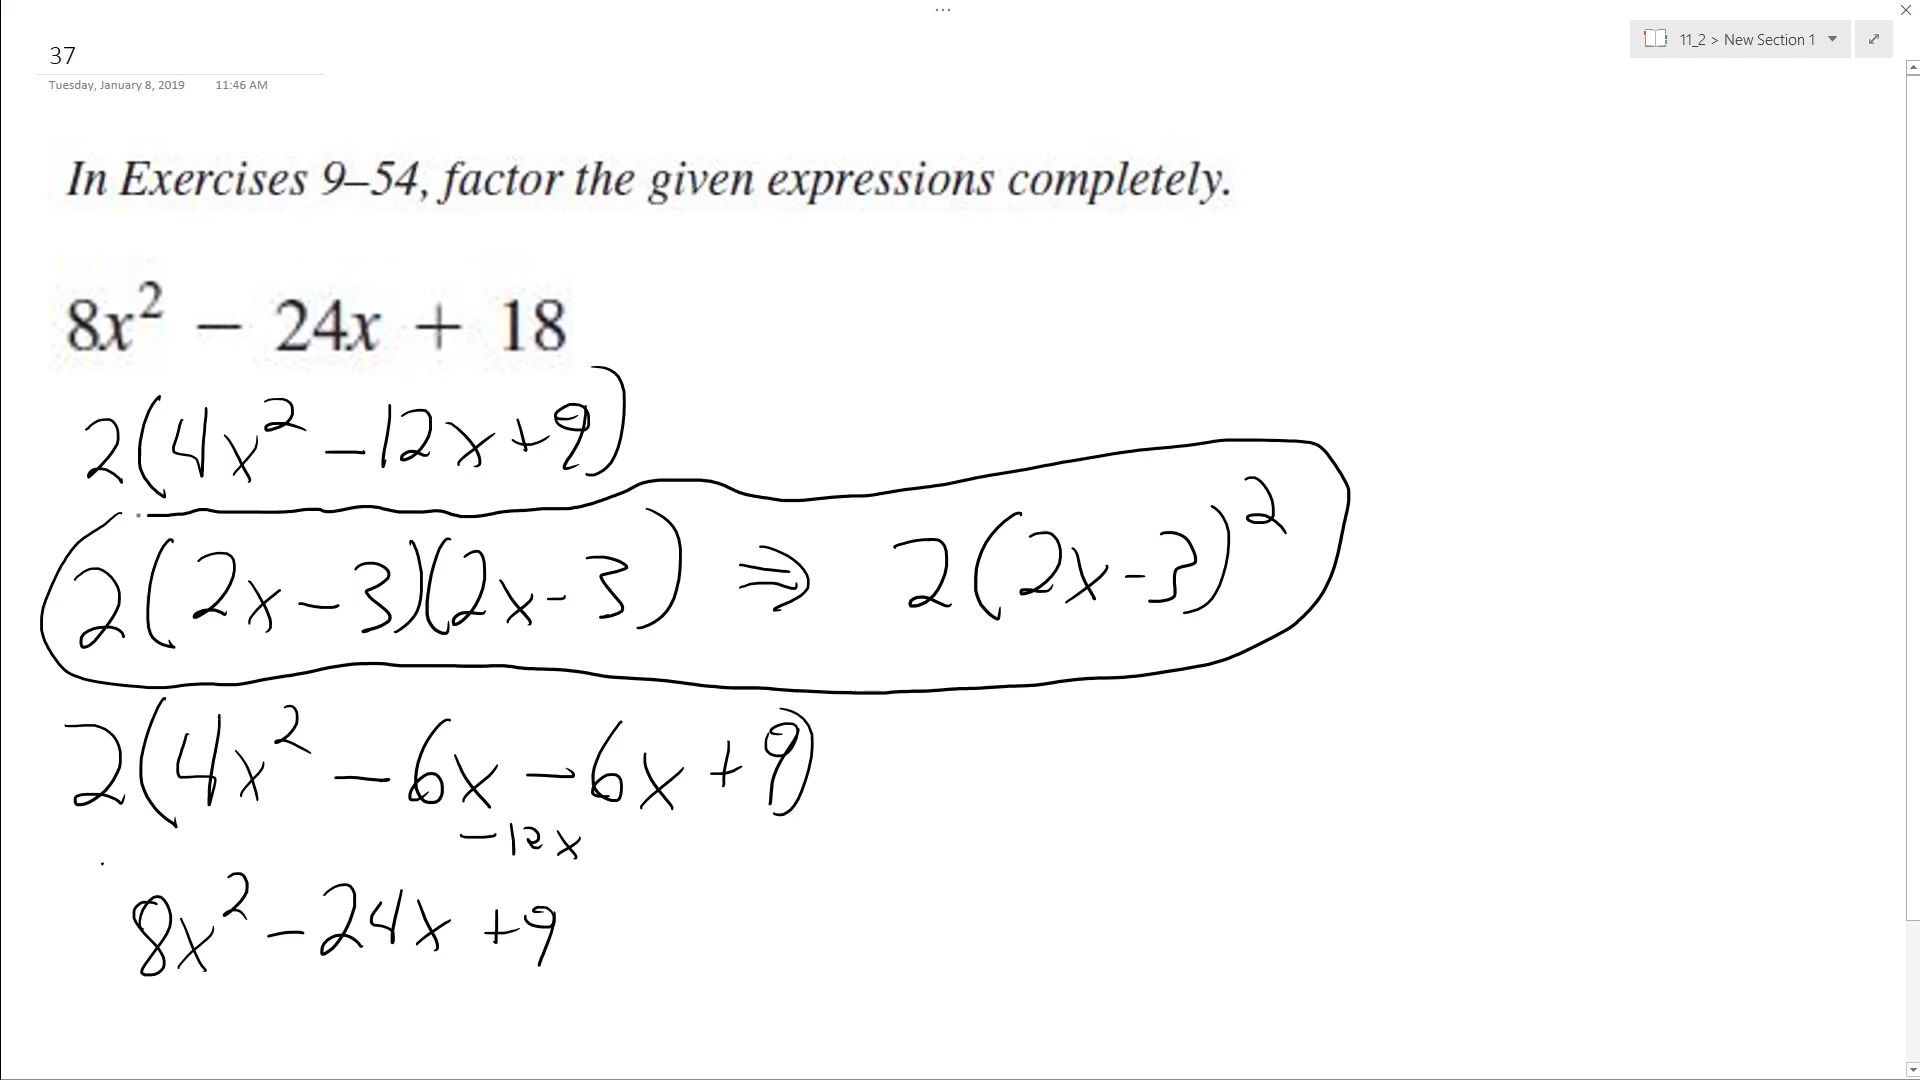 ...
11_2 > New Section 1
37
Tuesday, January 8, 2019 11:46 AM
In Exercises 9–54, factor the given expressions completely.
8x² − 24x + 18
2(4x² −12x+9)
2(2x−3)(2x−3) ⇒ 2(2x−3)²
2(4x² −6x −6x +9)
−12x
8x² −24x +9